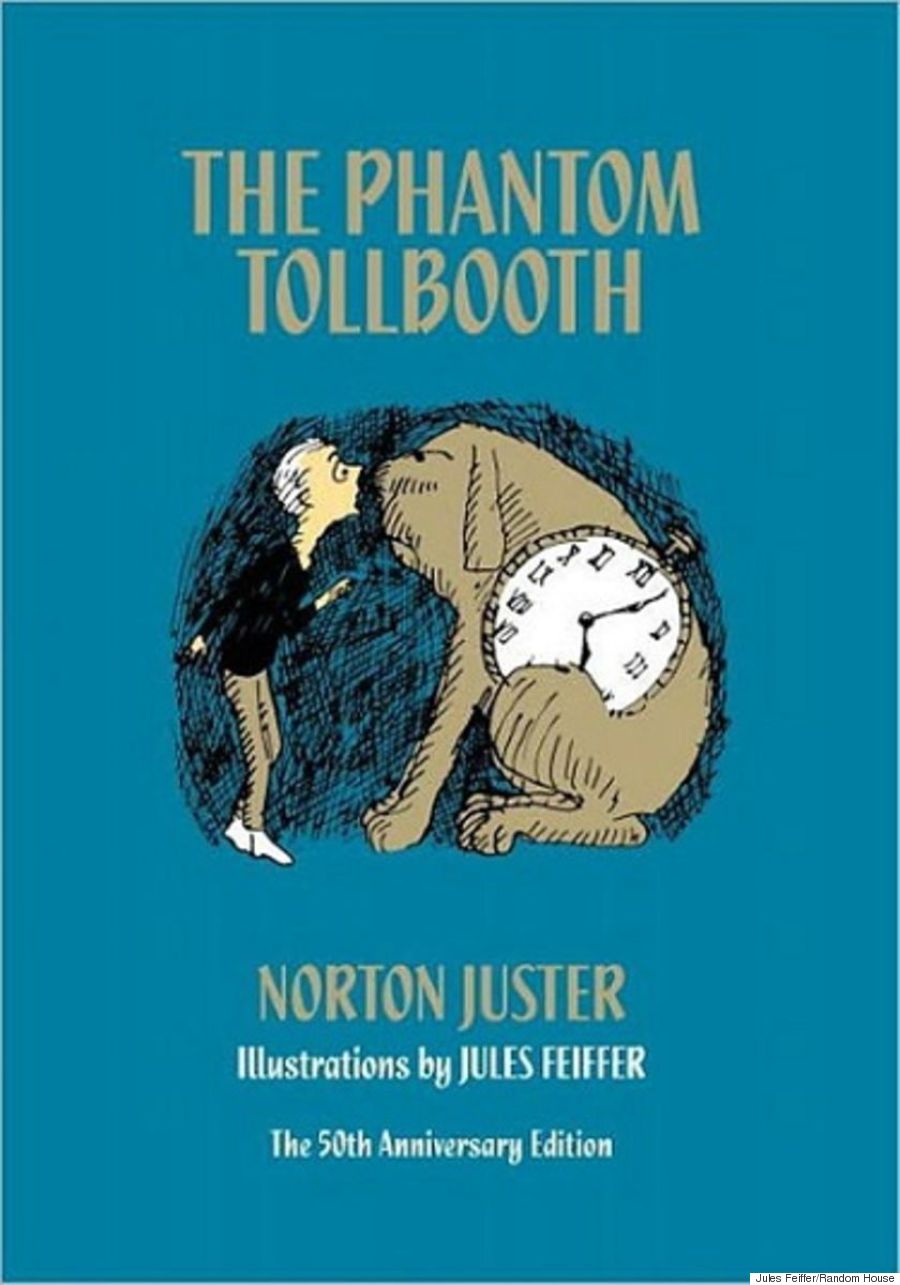 THE PHANTOM
TOLLBOOTH
NORTON JUSTER
Illustrations by JULES FEIFFER
The 50th Anniversary Edition
Jules Feiffer/Random House